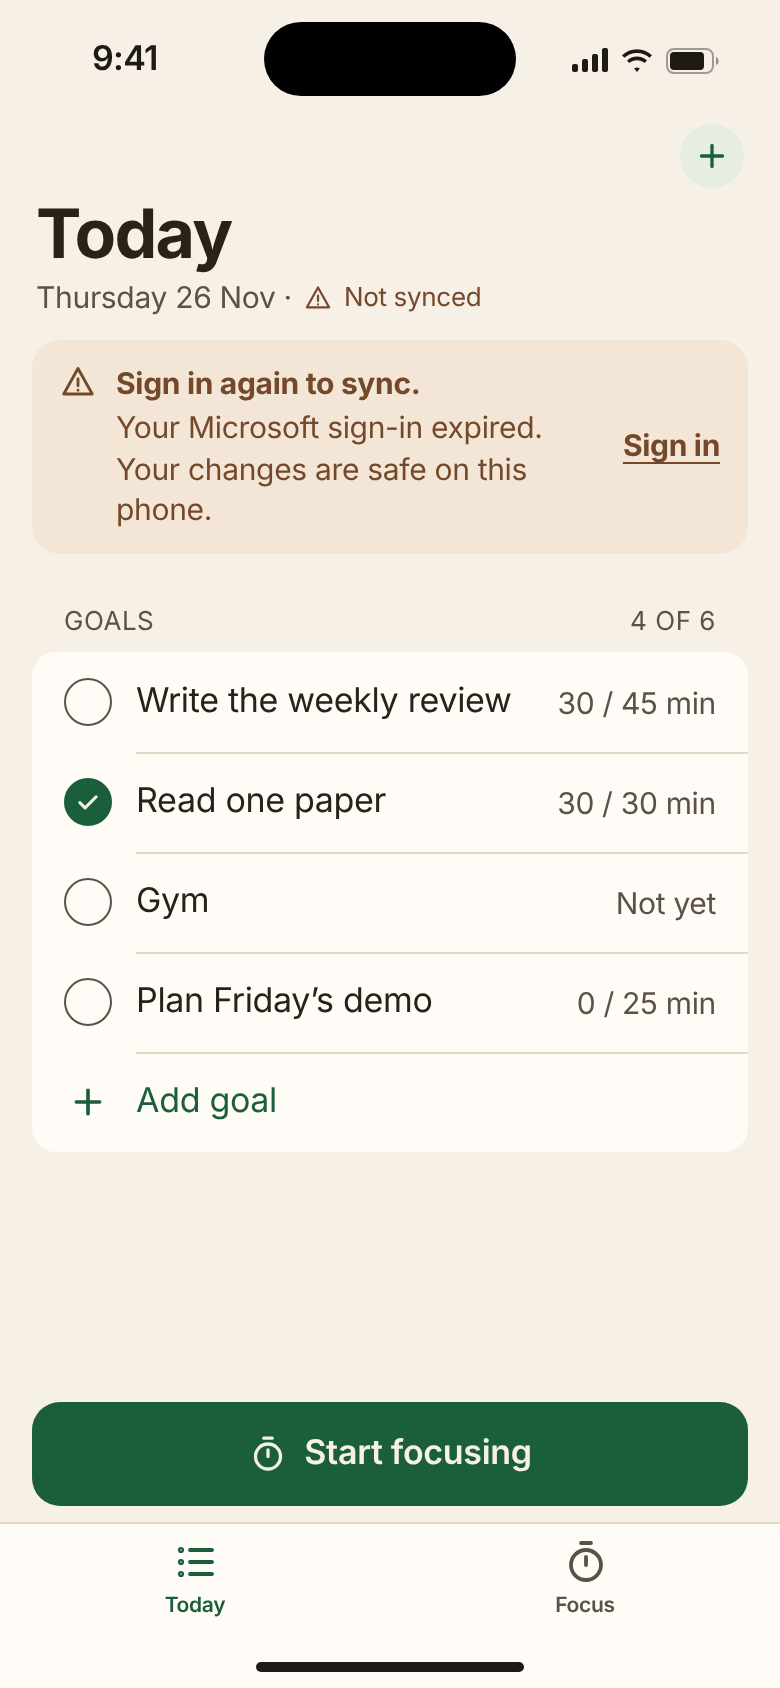 9:41
Today
Thursday 26 Nov · Not synced
Sign in again to sync.
Your Microsoft sign-in expired.
Your changes are safe on this
phone.
Sign in
GOALS 4 OF 6
Write the weekly review 30 / 45 min
Read one paper 30 / 30 min
Gym Not yet
Plan Friday’s demo 0 / 25 min
Add goal
Start focusing
Today Focus